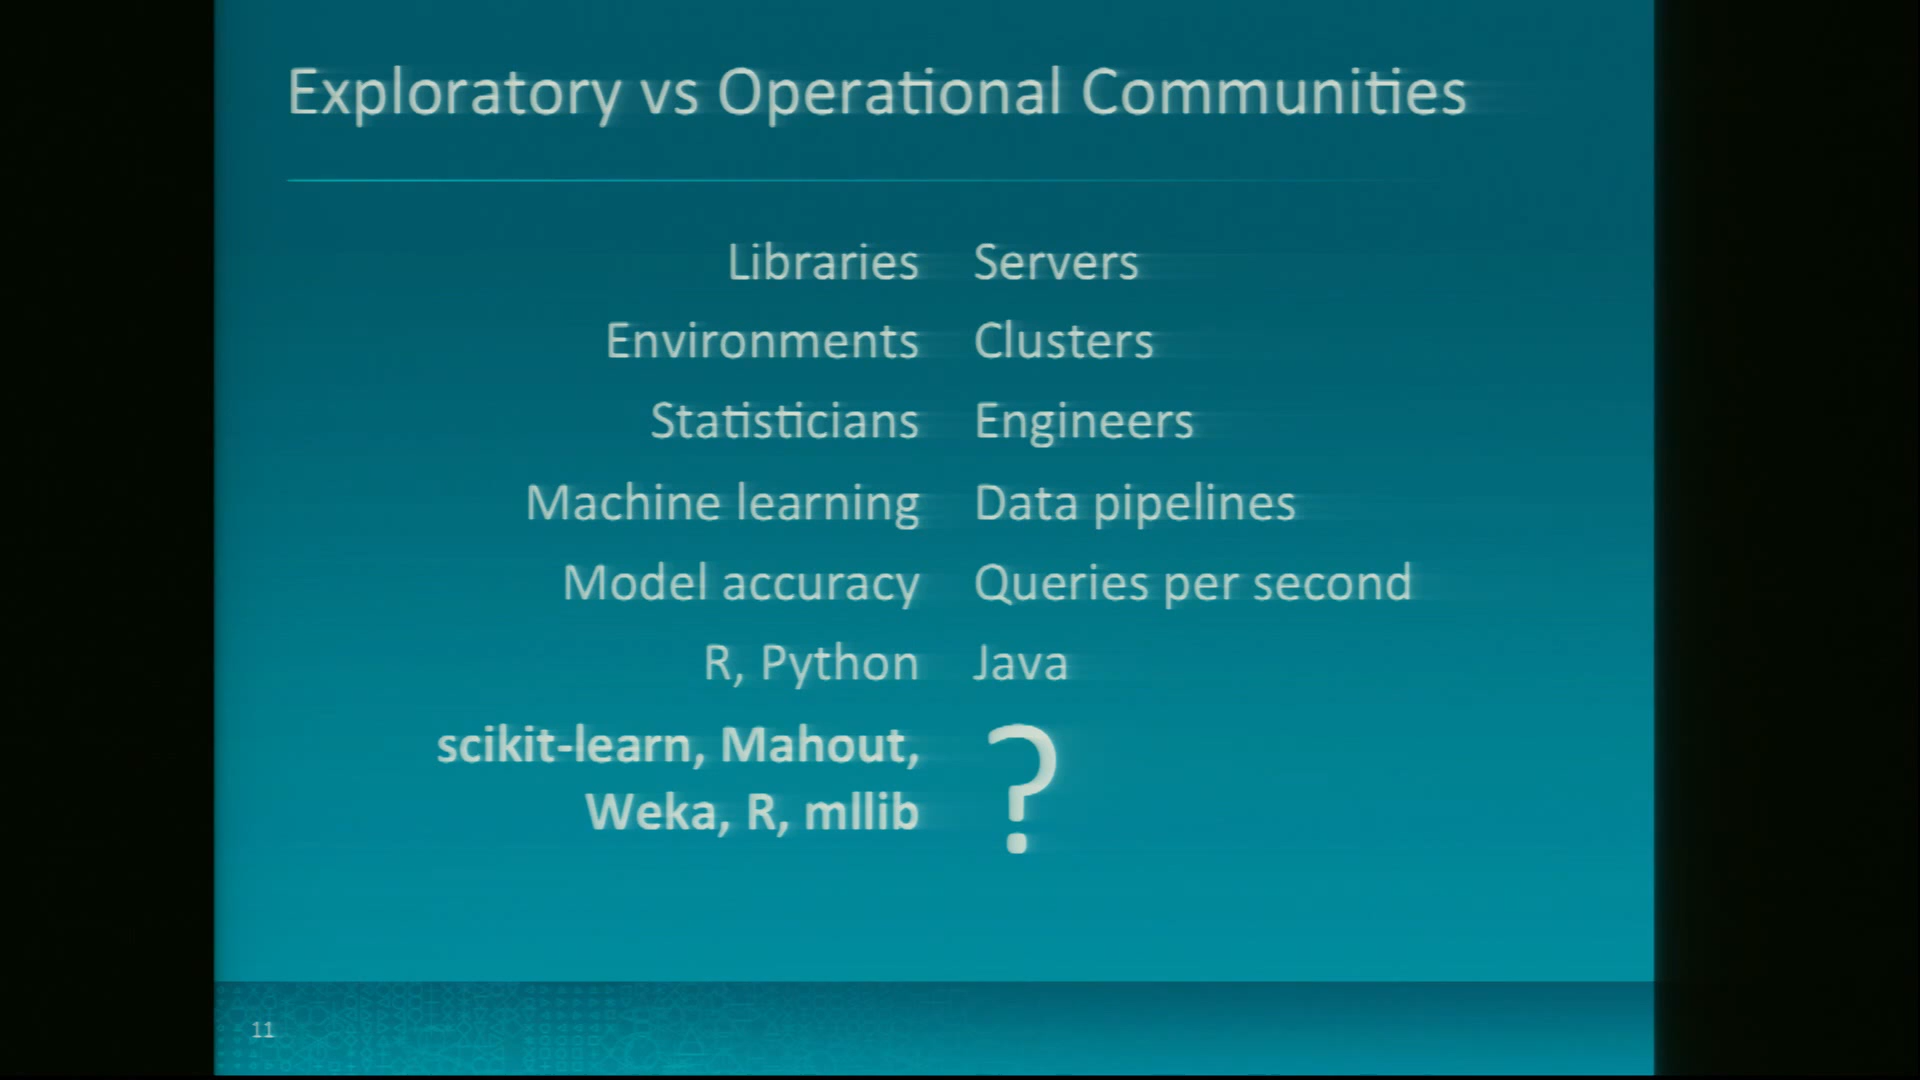 Exploratory vs Operational Communities
Libraries Servers
Environments Clusters
Statisticians Engineers
Machine learning Data pipelines
Model accuracy Queries per second
R, Python Java
scikit-learn, Mahout,
Weka, R, mllib ?
11